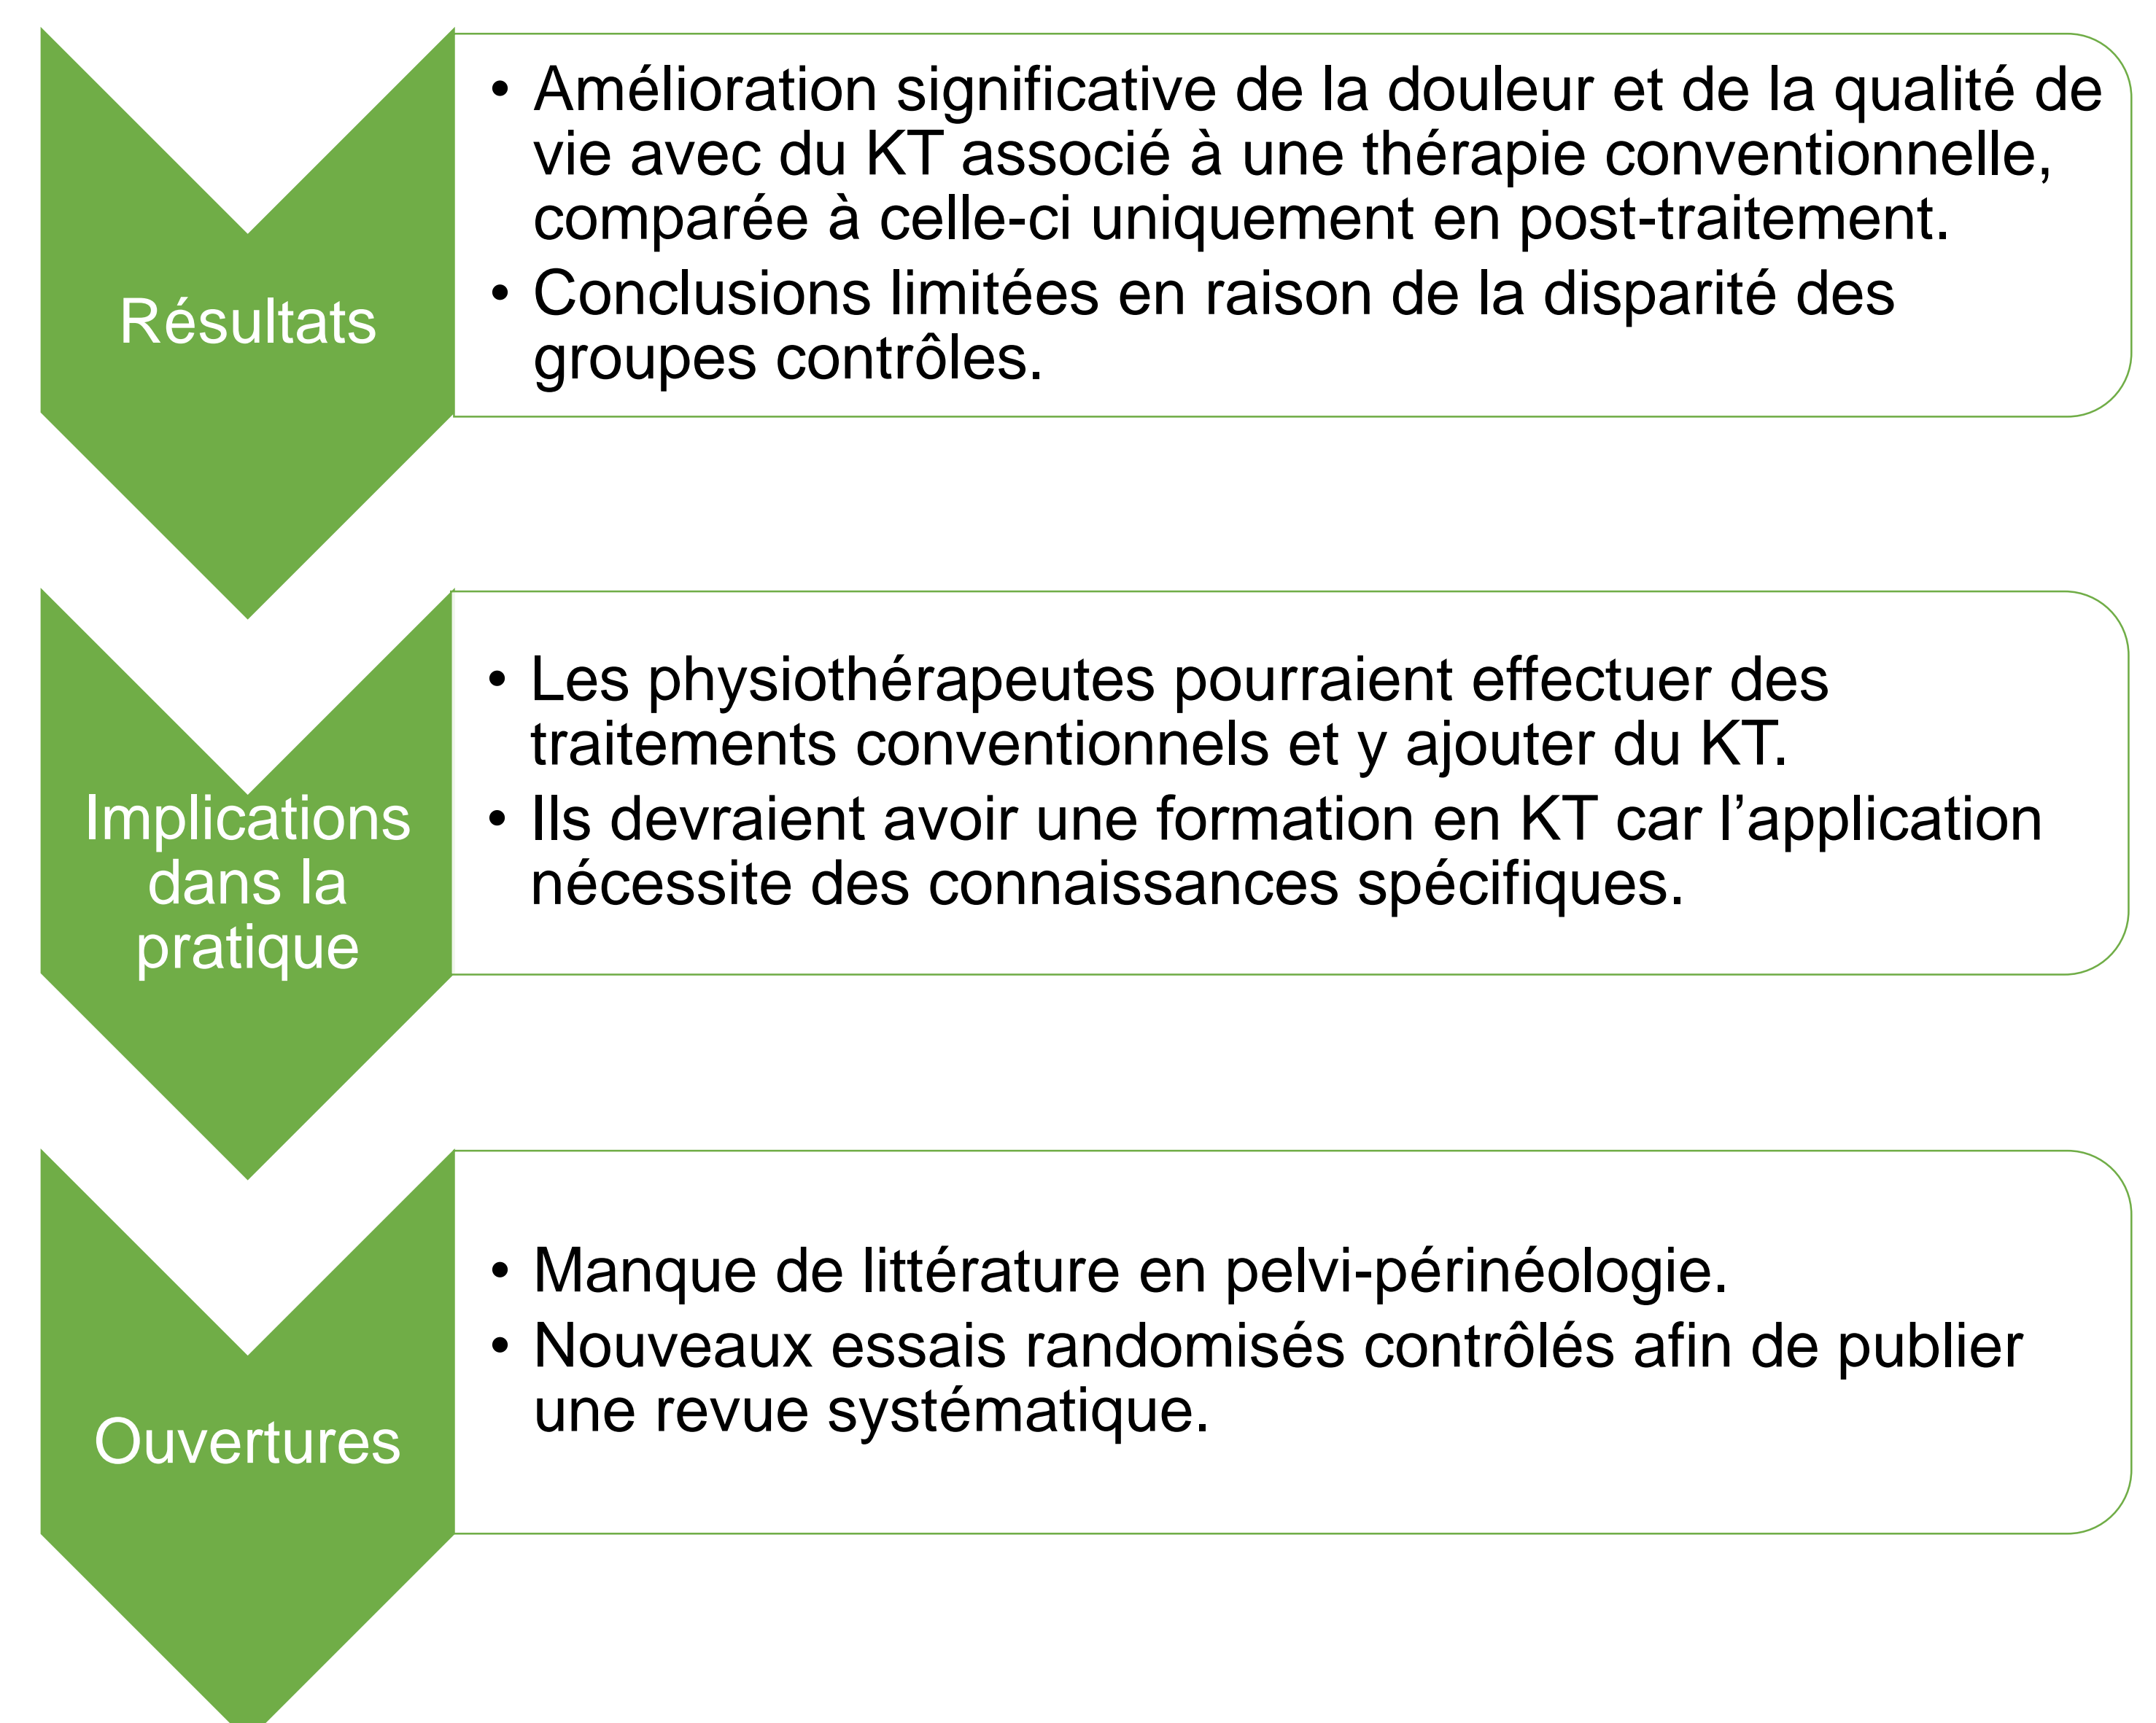 Résultats
• Amélioration significative de la douleur et de la qualité de
vie avec du KT associé à une thérapie conventionnelle,
comparée à celle-ci uniquement en post-traitement.
• Conclusions limitées en raison de la disparité des
groupes contrôles.
Implications
dans la
pratique
• Les physiothérapeutes pourraient effectuer des
traitements conventionnels et y ajouter du KT.
• Ils devraient avoir une formation en KT car l’application
nécessite des connaissances spécifiques.
Ouvertures
• Manque de littérature en pelvi-périnéologie.
• Nouveaux essais randomisés contrôlés afin de publier
une revue systématique.